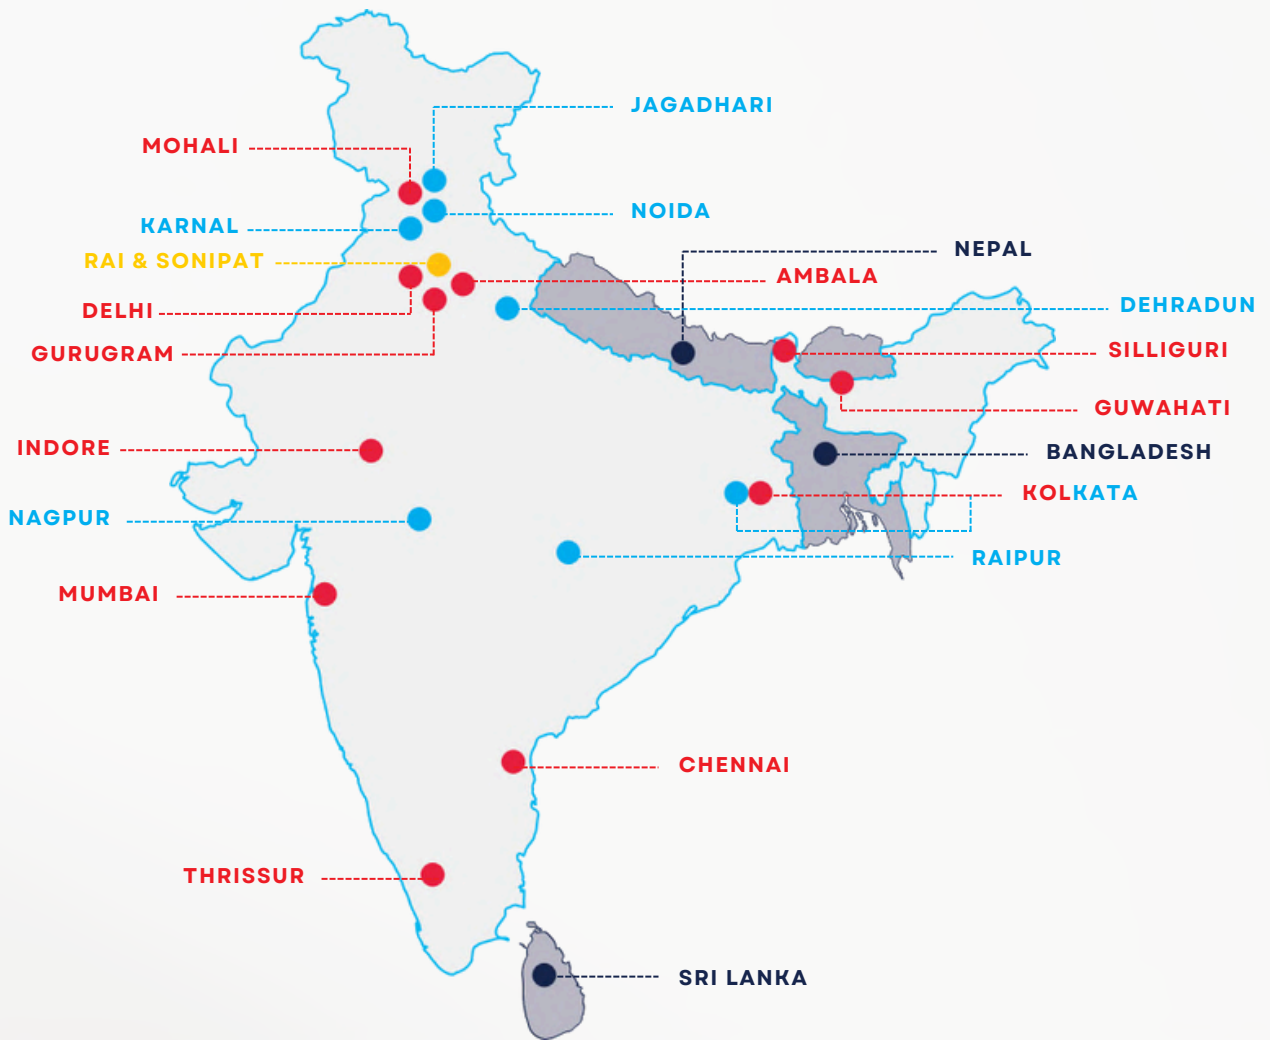 JAGADHARI
MOHALI
NOIDA
KARNAL
NEPAL
RAI & SONIPAT
AMBALA
DELHI
DEHRADUN
GURUGRAM
SILLIGURI
GUWAHATI
INDORE
BANGLADESH
KOLKATA
NAGPUR
RAIPUR
MUMBAI
CHENNAI
THRISSUR
SRI LANKA